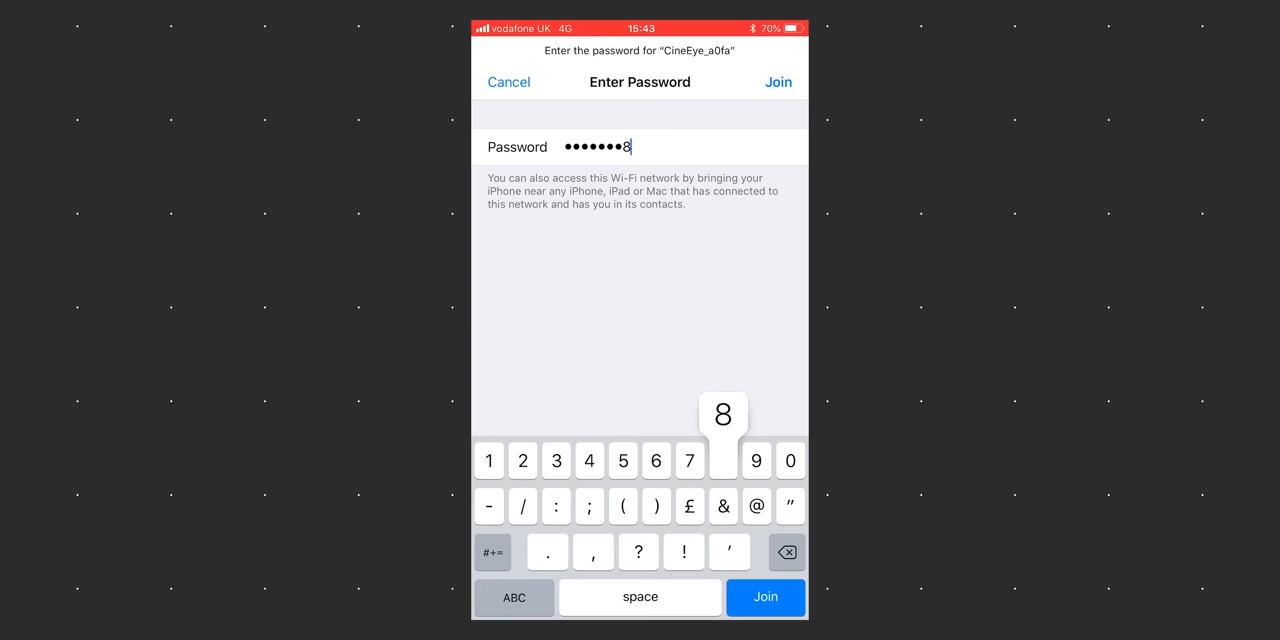 vodafone UK 4G 15:43 70%
Enter the password for “CineEye_a0fa”
Cancel Enter Password Join
Password •••••••8
You can also access this Wi-Fi network by bringing your
iPhone near any iPhone, iPad or Mac that has connected to
this network and has you in its contacts.
8
1 2 3 4 5 6 7 9 0
- / : ; ( ) £ & @ ”
#+= . , ? ! ’
ABC space Join